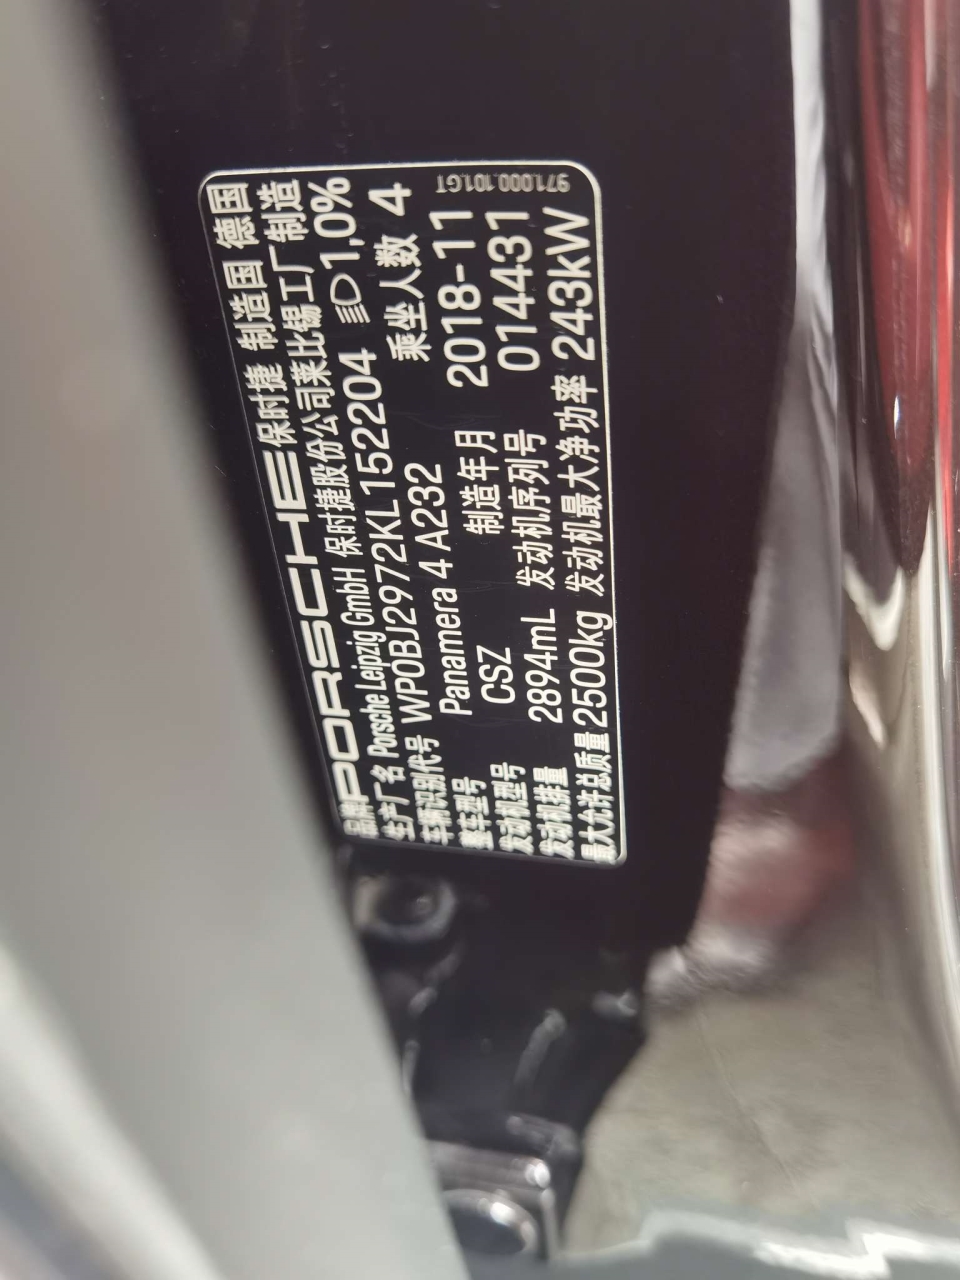 品牌 PORSCHE 保时捷 制造国 德国
生产厂名 Porsche Leipzig GmbH 保时捷股份公司莱比锡工厂制造
车辆识别代号 WP0BJ2972KL152204 1,0%
整车型号 Panamera 4 A232 乘坐人数 4
发动机型号 CSZ 制造年月 2018-11
发动机排量 2894mL 发动机序列号 014431
最大允许总质量 2500kg 发动机最大净功率 243kW
971.000.101.GT